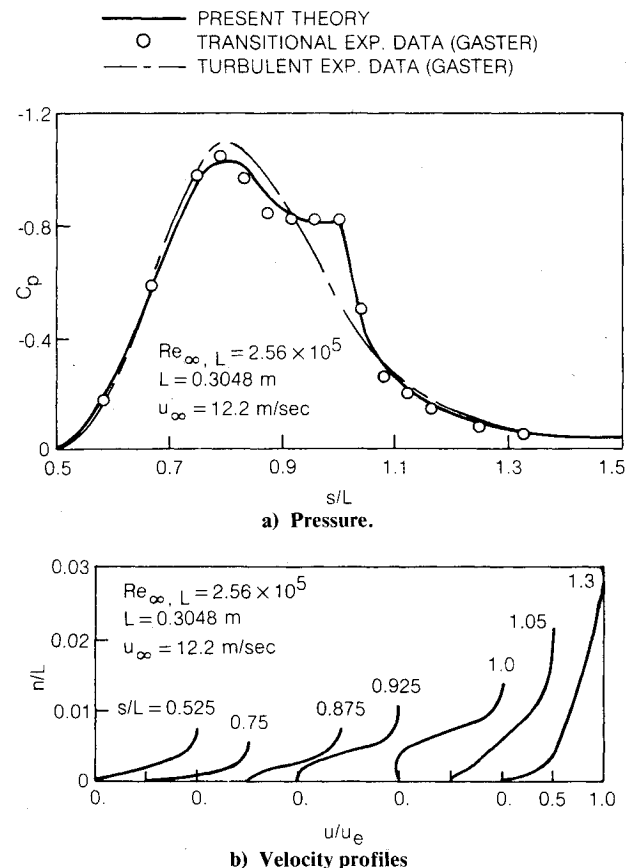 PRESENT THEORY
TRANSITIONAL EXP. DATA (GASTER)
TURBULENT EXP. DATA (GASTER)
-1.2
-0.8
-0.4
0
Cp
Re∞, L = 2.56 × 10⁵
L = 0.3048 m
u∞ = 12.2 m/sec
0.5 0.7 0.9 1.1 1.3 1.5
s/L
a) Pressure.
0.03
0.02
0.01
0
n/L
Re∞, L = 2.56 × 10⁵
L = 0.3048 m
u∞ = 12.2 m/sec
s/L = 0.525
0.75
0.875
0.925
1.0
1.05
1.3
0. 0. 0. 0. 0. 0.5 1.0
u/ue
b) Velocity profiles